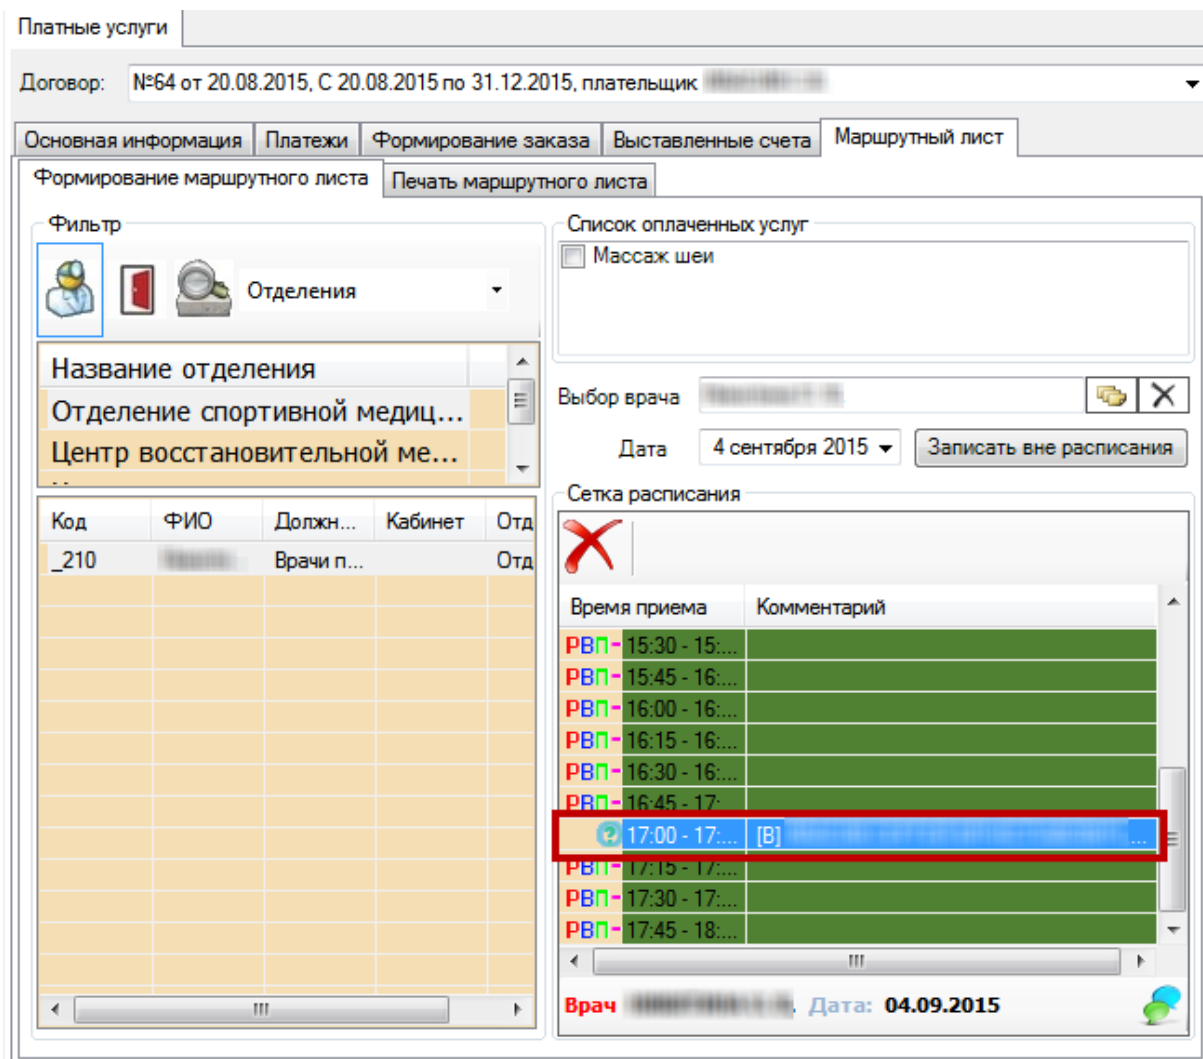 Платные услуги
Договор: №64 от 20.08.2015, С 20.08.2015 по 31.12.2015, плательщик
Основная информация Платежи Формирование заказа Выставленные счета Маршрутный лист
Формирование маршрутного листа Печать маршрутного листа
Фильтр
Отделения
Название отделения
Отделение спортивной медиц...
Центр восстановительной ме...
Код ФИО Должн... Кабинет Отд
_210 Врачи п... Отд
Список оплаченных услуг
Массаж шеи
Выбор врача
Дата 4 сентября 2015 Записать вне расписания
Сетка расписания
Время приема Комментарий
РВП- 15:30 - 15:...
РВП- 15:45 - 16:...
РВП- 16:00 - 16:...
РВП- 16:15 - 16:...
РВП- 16:30 - 16:...
РВП- 16:45 - 17:
17:00 - 17:... [В] ...
РВП- 17:15 - 17:...
РВП- 17:30 - 17:...
РВП- 17:45 - 18:...
Врач . Дата: 04.09.2015